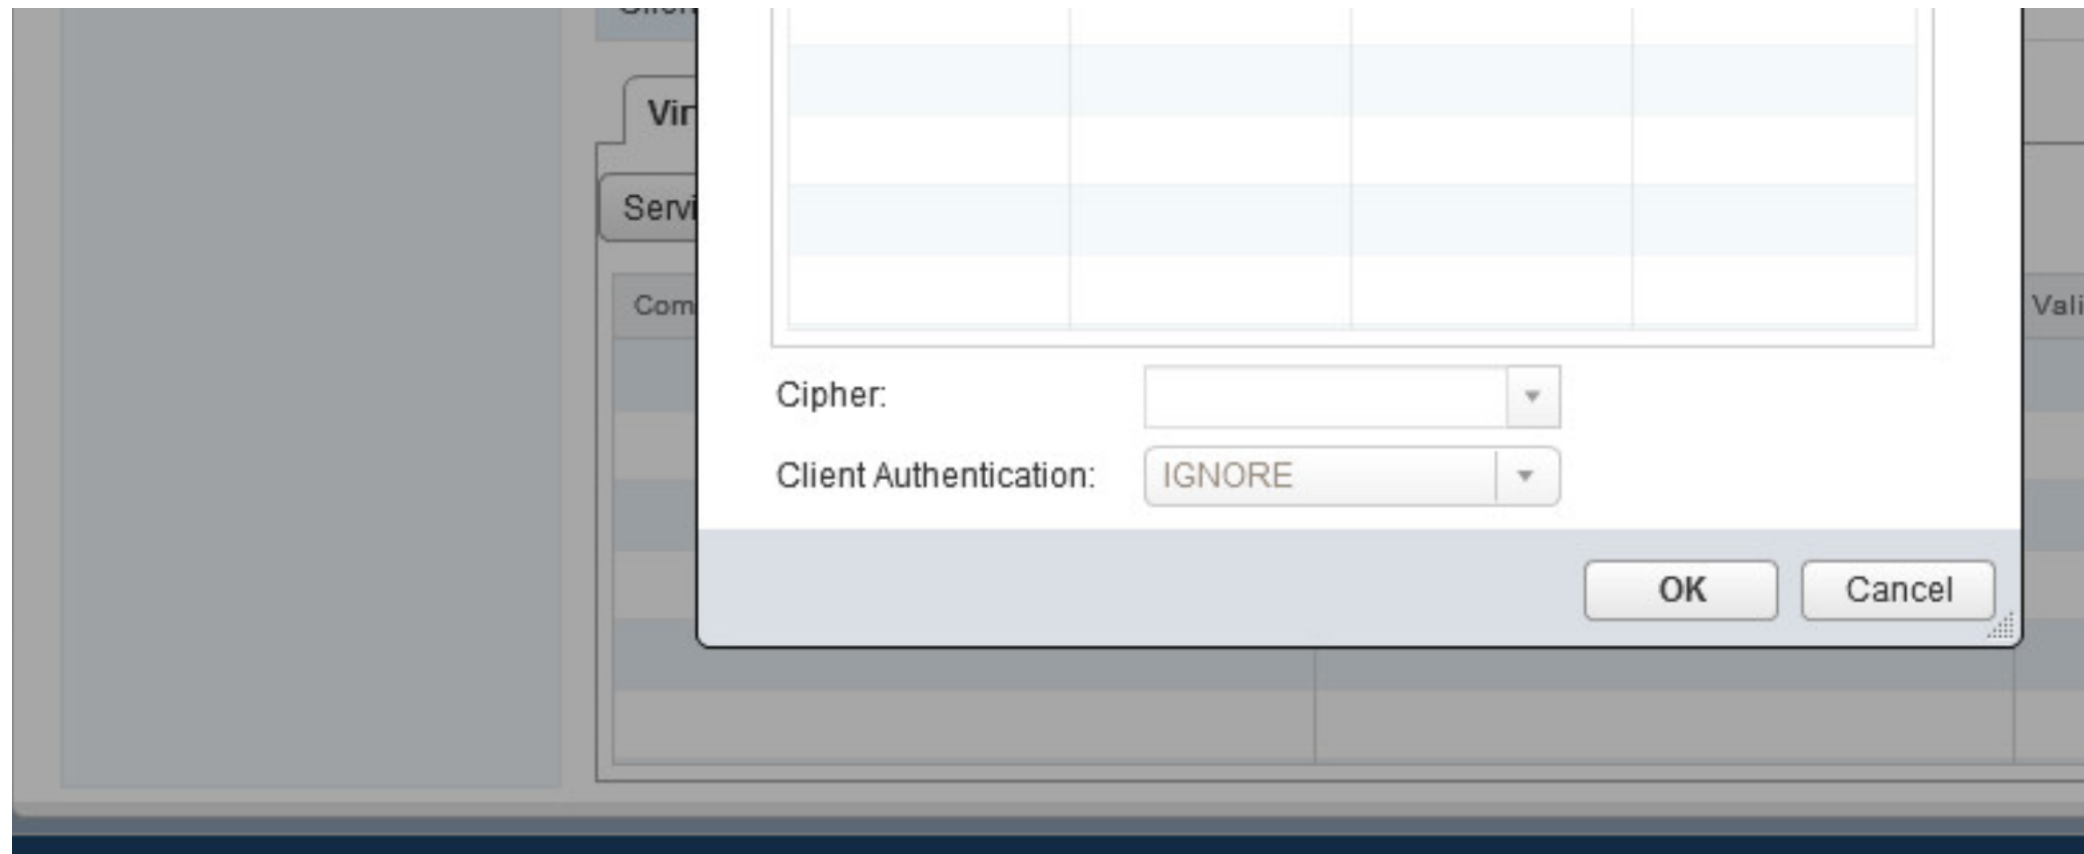 Vir
Servi
Com
Vali
Cipher:
Client Authentication: IGNORE
OK Cancel